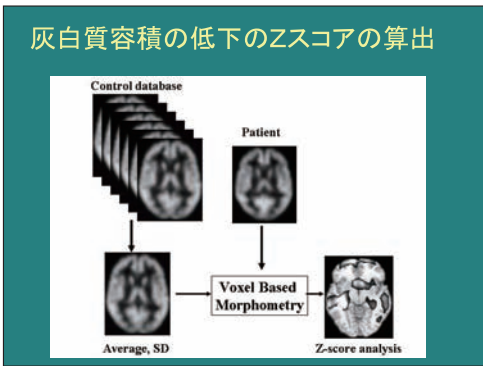 灰白質容積の低下のZスコアの算出
Control database
Patient
Voxel Based
Morphometry
Average, SD
Z-score analysis